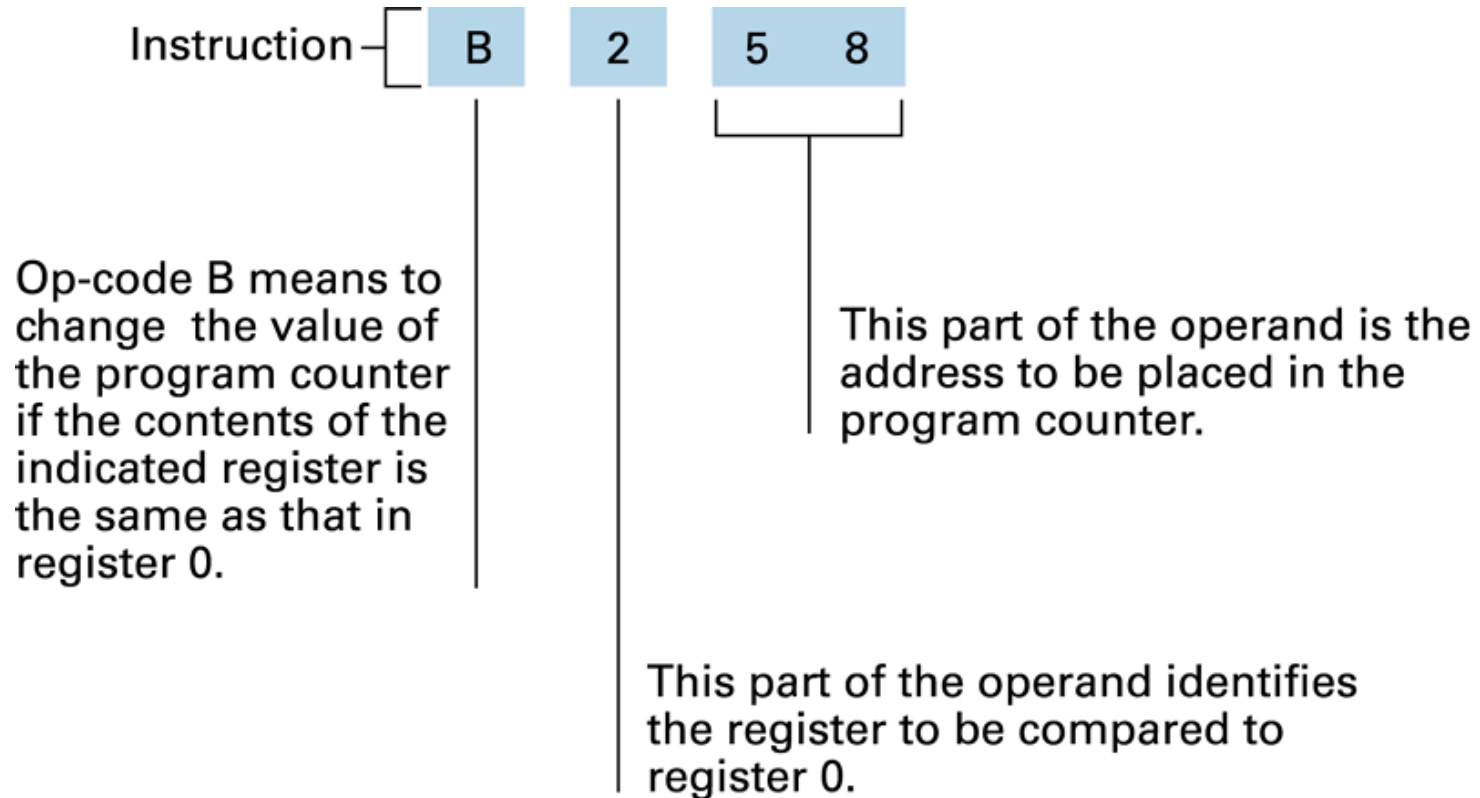 Instruction B 2 5 8
Op-code B means to
change the value of
the program counter
if the contents of the
indicated register is
the same as that in
register 0.
This part of the operand is the
address to be placed in the
program counter.
This part of the operand identifies
the register to be compared to
register 0.